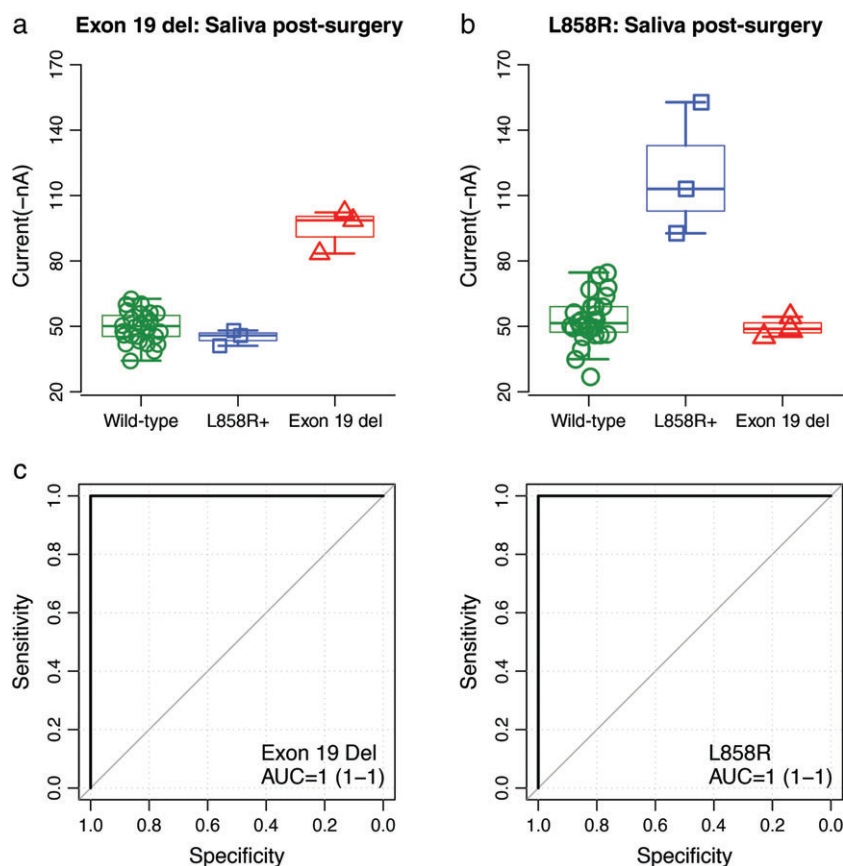 a Exon 19 del: Saliva post-surgery
Current(−nA)
170
140
110
80
50
20
Wild-type L858R+ Exon 19 del
b L858R: Saliva post-surgery
Current(−nA)
170
140
110
80
50
20
Wild-type L858R+ Exon 19 del
c
Sensitivity
1.0
0.8
0.6
0.4
0.2
0.0
Exon 19 Del
AUC=1 (1−1)
1.0 0.8 0.6 0.4 0.2 0.0
Specificity
Sensitivity
1.0
0.8
0.6
0.4
0.2
0.0
L858R
AUC=1 (1−1)
1.0 0.8 0.6 0.4 0.2 0.0
Specificity